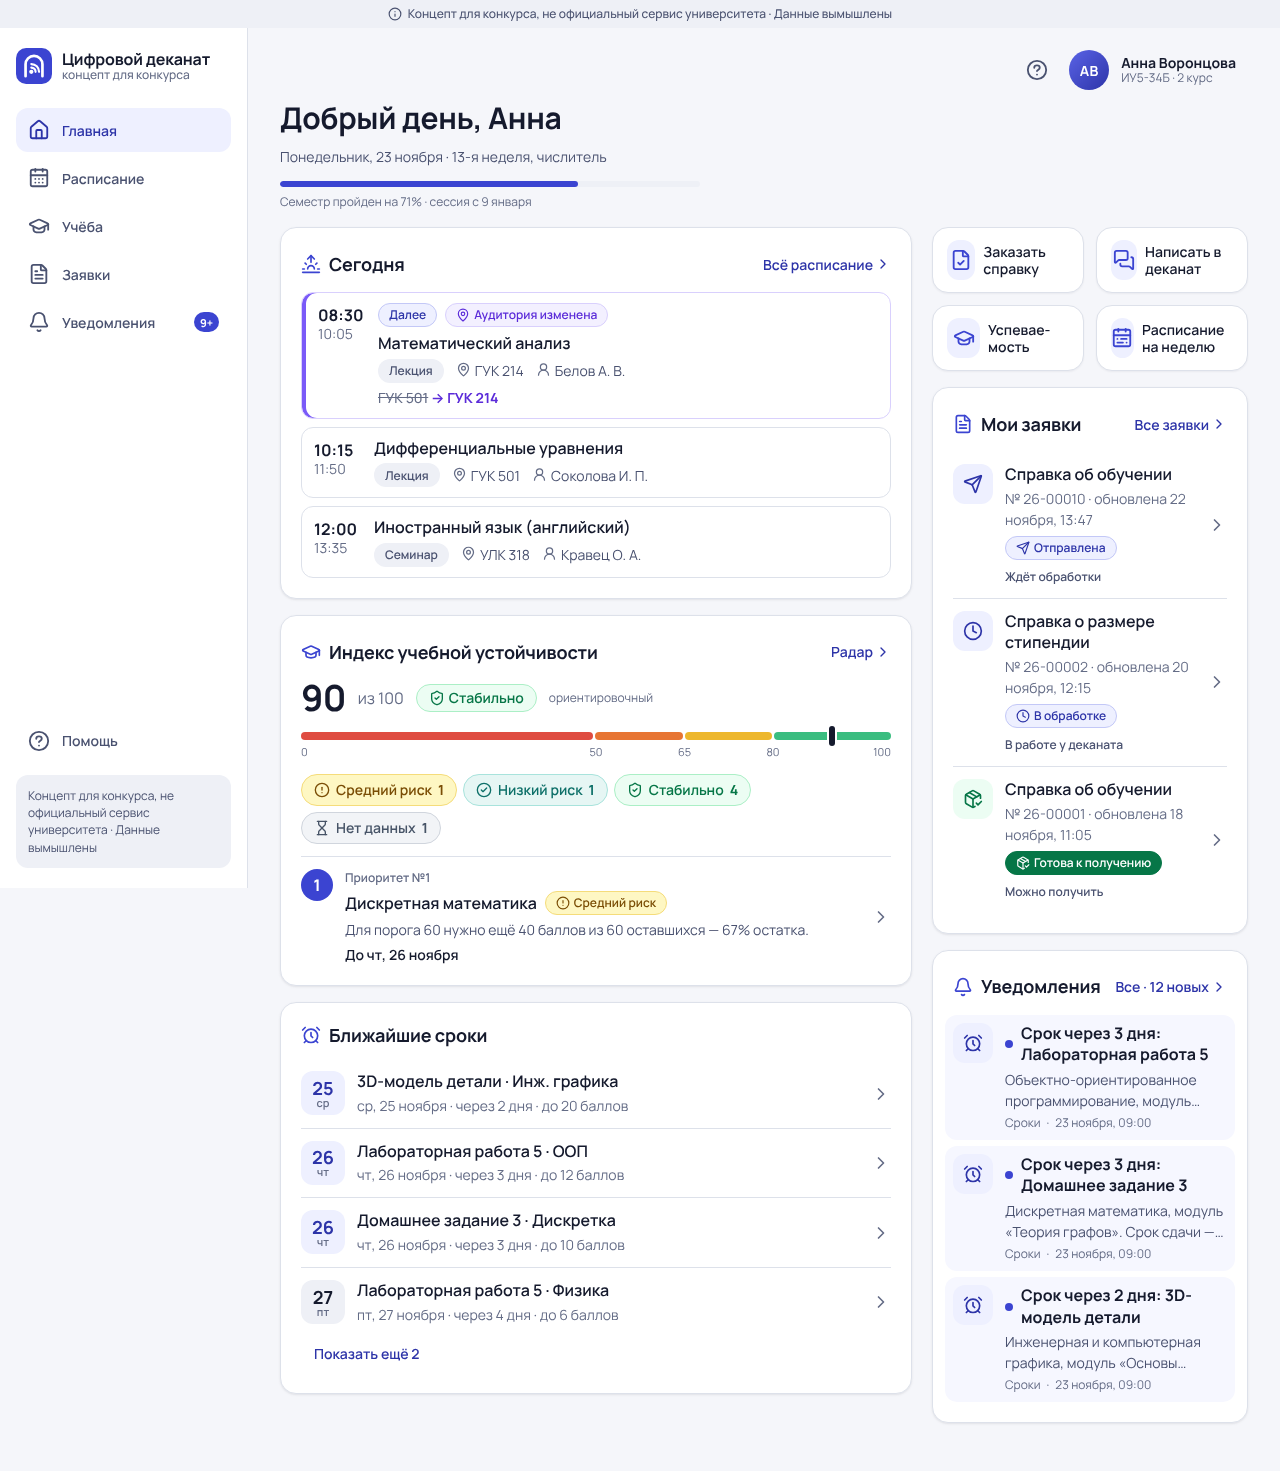 Концепт для конкурса, не официальный сервис университета · Данные вымышлены
Цифровой деканат
концепт для конкурса
Главная
Расписание
Учёба
Заявки
Уведомления 9+
Помощь
Концепт для конкурса, не
официальный сервис
университета · Данные
вымышлены
АВ
Анна Воронцова
ИУ5-34Б · 2 курс
Добрый день, Анна
Понедельник, 23 ноября · 13-я неделя, числитель
Семестр пройден на 71% · сессия с 9 января
Сегодня
Всё расписание
08:30
10:05
Далее
Аудитория изменена
Математический анализ
Лекция ГУК 214 Белов А. В.
ГУК 501 → ГУК 214
10:15
11:50
Дифференциальные уравнения
Лекция ГУК 501 Соколова И. П.
12:00
13:35
Иностранный язык (английский)
Семинар УЛК 318 Кравец О. А.
Индекс учебной устойчивости
Радар
90 из 100 Стабильно ориентировочный
0 50 65 80 100
Средний риск 1 Низкий риск 1 Стабильно 4
Нет данных 1
1
Приоритет №1
Дискретная математика Средний риск
Для порога 60 нужно ещё 40 баллов из 60 оставшихся — 67% остатка.
До чт, 26 ноября
Ближайшие сроки
25
ср
3D-модель детали · Инж. графика
ср, 25 ноября · через 2 дня · до 20 баллов
26
чт
Лабораторная работа 5 · ООП
чт, 26 ноября · через 3 дня · до 12 баллов
26
чт
Домашнее задание 3 · Дискретка
чт, 26 ноября · через 3 дня · до 10 баллов
27
пт
Лабораторная работа 5 · Физика
пт, 27 ноября · через 4 дня · до 6 баллов
Показать ещё 2
Заказать
справку
Написать в
деканат
Успевае-
мость
Расписание
на неделю
Мои заявки
Все заявки
Справка об обучении
№ 26-00010 · обновлена 22
ноября, 13:47
Отправлена
Ждёт обработки
Справка о размере
стипендии
№ 26-00002 · обновлена 20
ноября, 12:15
В обработке
В работе у деканата
Справка об обучении
№ 26-00001 · обновлена 18
ноября, 11:05
Готова к получению
Можно получить
Уведомления
Все · 12 новых
Срок через 3 дня:
Лабораторная работа 5
Объектно-ориентированное
программирование, модуль…
Сроки · 23 ноября, 09:00
Срок через 3 дня:
Домашнее задание 3
Дискретная математика, модуль
«Теория графов». Срок сдачи —…
Сроки · 23 ноября, 09:00
Срок через 2 дня: 3D-
модель детали
Инженерная и компьютерная
графика, модуль «Основы…
Сроки · 23 ноября, 09:00